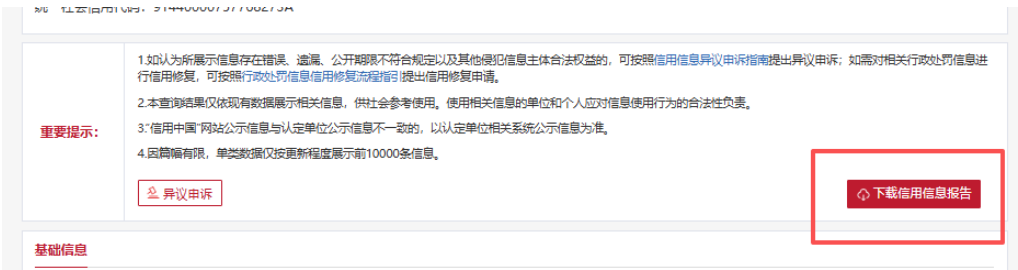 重要提示：
1.如认为所展示信息存在错误、遗漏、公开期限不符合规定以及其他侵犯信息主体合法权益的，可按照信用信息异议申诉指南提出异议申诉；如需对相关行政处罚信息进
行信用修复，可按照行政处罚信息信用修复流程指引提出信用修复申请。
2.本查询结果仅依现有数据展示相关信息，供社会参考使用。使用相关信息的单位和个人应对信息使用行为的合法性负责。
3.“信用中国”网站公示信息与认定单位公示信息不一致的，以认定单位相关系统公示信息为准。
4.因篇幅有限，单类数据仅按更新程度展示前10000条信息。
异议申诉
下载信用信息报告
基础信息